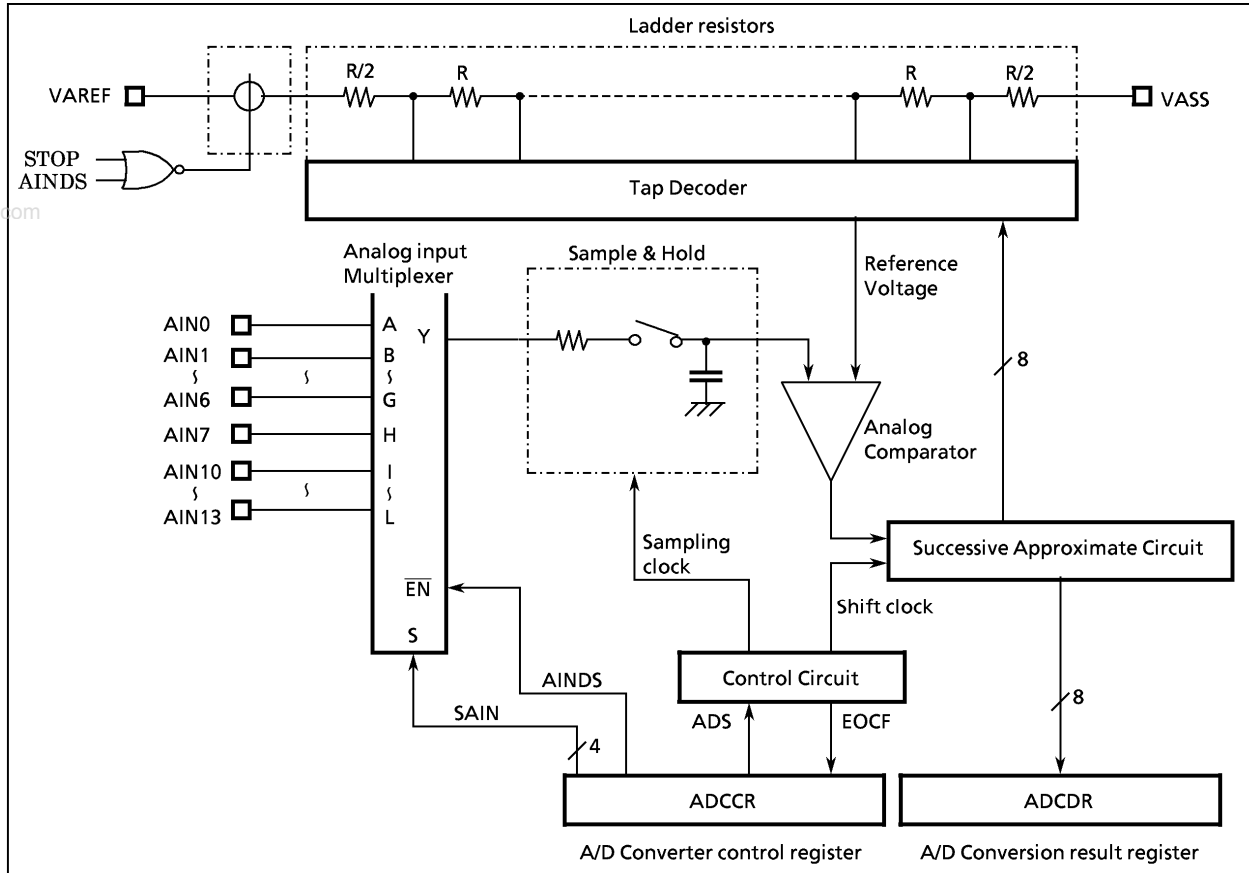 Ladder resistors
VAREF
R/2
R
R
R/2
VASS
STOP
AINDS
com
Tap Decoder
Analog input
Multiplexer
Sample & Hold
Reference
Voltage
AIN0
A
Y
AIN1
B
AIN6
G
AIN7
H
AIN10
I
AIN13
L
8
Analog
Comparator
Sampling
clock
Successive Approximate Circuit
EN
S
Shift clock
Control Circuit
AINDS
SAIN
4
ADS
EOCF
8
ADCCR
ADCDR
A/D Converter control register
A/D Conversion result register